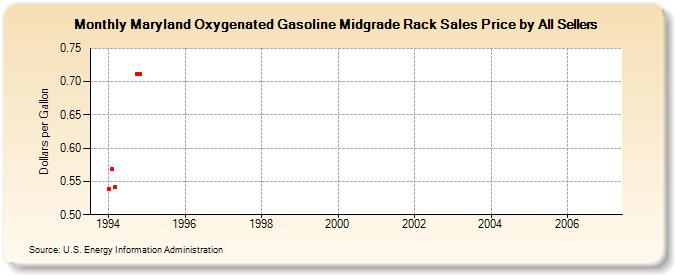 Monthly Maryland Oxygenated Gasoline Midgrade Rack Sales Price by All Sellers
Dollars per Gallon
0.75
0.70
0.65
0.60
0.55
0.50
1994 1996 1998 2000 2002 2004 2006
Source: U.S. Energy Information Administration